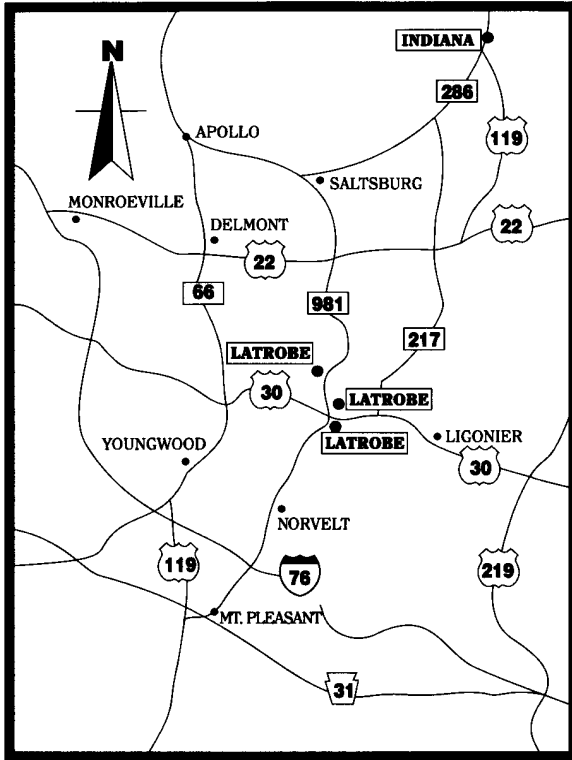 N
INDIANA
286
119
APOLLO
SALTSBURG
MONROEVILLE
DELMONT
22
22
66
981
217
LATROBE
30
LATROBE
LATROBE
LIGONIER
YOUNGWOOD
30
NORVELT
119
76
219
MT. PLEASANT
31